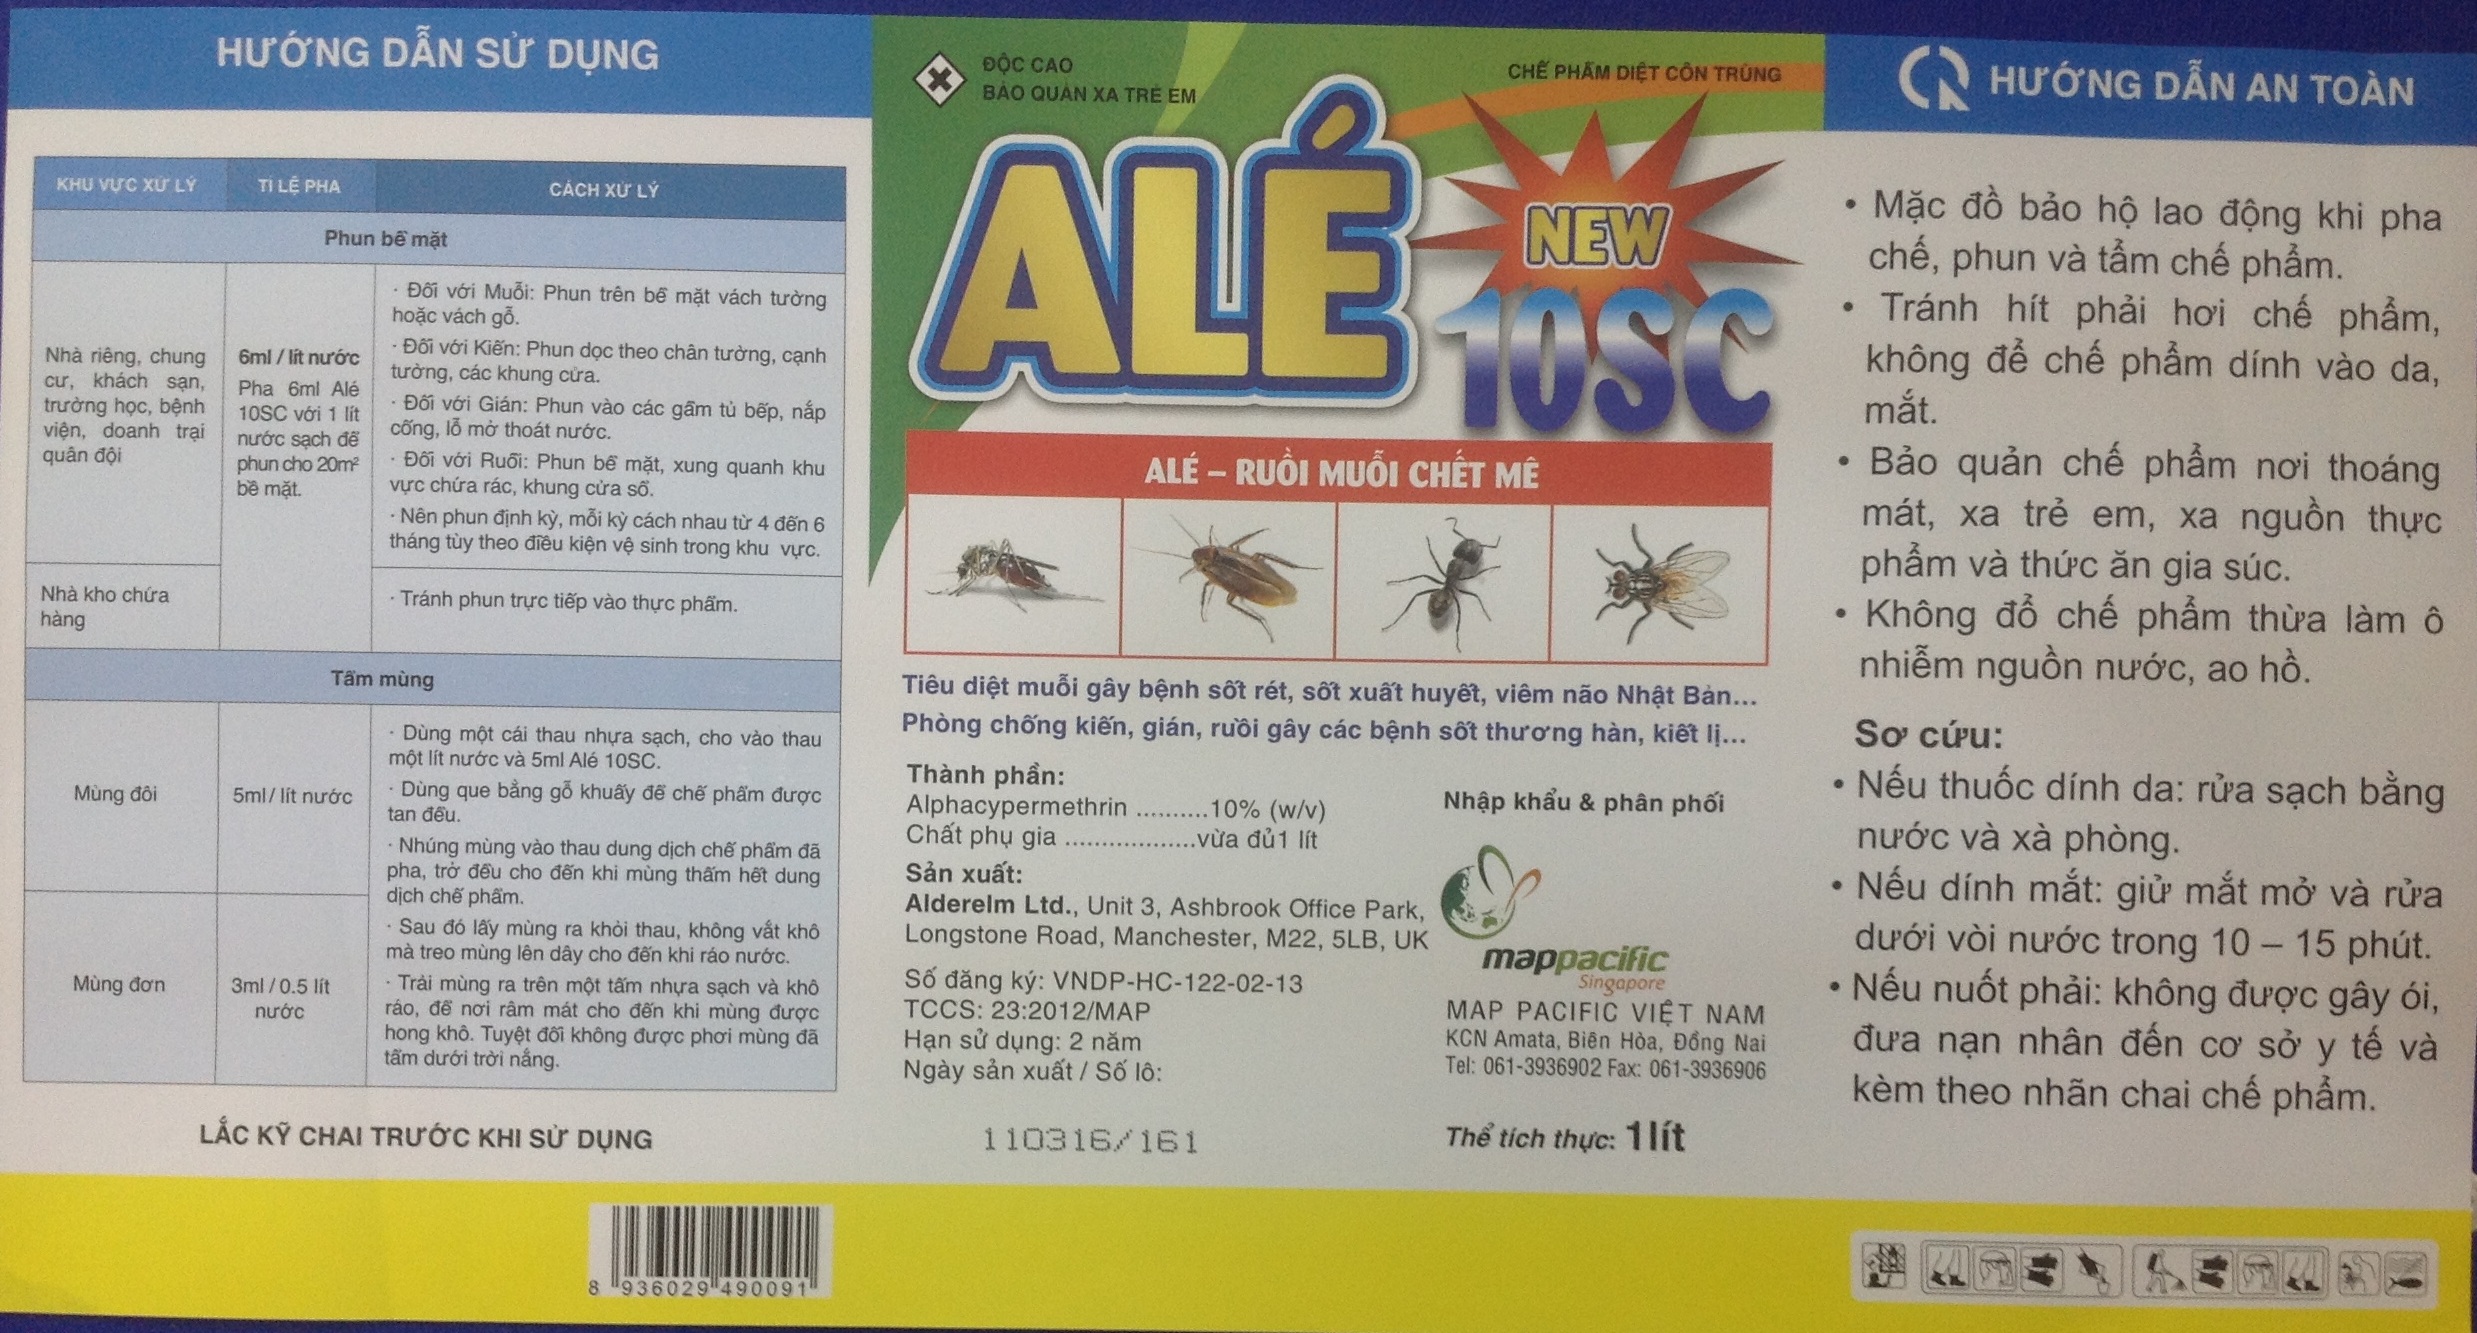 HƯỚNG DẪN SỬ DỤNG
KHU VỰC XỬ LÝ
TỈ LỆ PHA
CÁCH XỬ LÝ
Phun bề mặt
Nhà riêng, chung
cư, khách sạn,
trường học, bệnh
viện, doanh trại
quân đội
6ml / lít nước
Pha 6ml Alé
10SC với 1 lít
nước sạch để
phun cho 20m²
bề mặt.
· Đối với Muỗi: Phun trên bề mặt vách tường
hoặc vách gỗ.
· Đối với Kiến: Phun dọc theo chân tường, cạnh
tường, các khung cửa.
· Đối với Gián: Phun vào các gầm tủ bếp, nắp
cống, lỗ mở thoát nước.
· Đối với Ruồi: Phun bề mặt, xung quanh khu
vực chứa rác, khung cửa sổ.
· Nên phun định kỳ, mỗi kỳ cách nhau từ 4 đến 6
tháng tùy theo điều kiện vệ sinh trong khu vực.
Nhà kho chứa
hàng
· Tránh phun trực tiếp vào thực phẩm.
Tẩm mùng
Mùng đôi
5ml / lít nước
Mùng đơn
3ml / 0.5 lít
nước
· Dùng một cái thau nhựa sạch, cho vào thau
một lít nước và 5ml Alé 10SC.
· Dùng que bằng gỗ khuấy để chế phẩm được
tan đều.
· Nhúng mùng vào thau dung dịch chế phẩm đã
pha, trở đều cho đến khi mùng thấm hết dung
dịch chế phẩm.
· Sau đó lấy mùng ra khỏi thau, không vắt khô
mà treo mùng lên dây cho đến khi ráo nước.
· Trải mùng ra trên một tấm nhựa sạch và khô
ráo, để nơi râm mát cho đến khi mùng được
hong khô. Tuyệt đối không được phơi mùng đã
tẩm dưới trời nắng.
LẮC KỸ CHAI TRƯỚC KHI SỬ DỤNG
8 936029 490091
ĐỘC CAO
BẢO QUẢN XA TRẺ EM
CHẾ PHẨM DIỆT CÔN TRÙNG
ALÉ
NEW
10SC
ALÉ – RUỒI MUỖI CHẾT MÊ
Tiêu diệt muỗi gây bệnh sốt rét, sốt xuất huyết, viêm não Nhật Bản...
Phòng chống kiến, gián, ruồi gây các bệnh sốt thương hàn, kiết lị...
Thành phần:
Alphacypermethrin ..........10% (w/v)
Chất phụ gia ..................vừa đủ1 lít
Sản xuất:
Alderelm Ltd., Unit 3, Ashbrook Office Park,
Longstone Road, Manchester, M22, 5LB, UK
Số đăng ký: VNDP-HC-122-02-13
TCCS: 23:2012/MAP
Hạn sử dụng: 2 năm
Ngày sản xuất / Số lô:
110316/161
Nhập khẩu & phân phối
mappacific
Singapore
MAP PACIFIC VIỆT NAM
KCN Amata, Biên Hòa, Đồng Nai
Tel: 061-3936902 Fax: 061-3936906
Thể tích thực: 1lít
HƯỚNG DẪN AN TOÀN
• Mặc đồ bảo hộ lao động khi pha
chế, phun và tẩm chế phẩm.
• Tránh hít phải hơi chế phẩm,
không để chế phẩm dính vào da,
mắt.
• Bảo quản chế phẩm nơi thoáng
mát, xa trẻ em, xa nguồn thực
phẩm và thức ăn gia súc.
• Không đổ chế phẩm thừa làm ô
nhiễm nguồn nước, ao hồ.
Sơ cứu:
• Nếu thuốc dính da: rửa sạch bằng
nước và xà phòng.
• Nếu dính mắt: giử mắt mở và rửa
dưới vòi nước trong 10 – 15 phút.
• Nếu nuốt phải: không được gây ói,
đưa nạn nhân đến cơ sở y tế và
kèm theo nhãn chai chế phẩm.